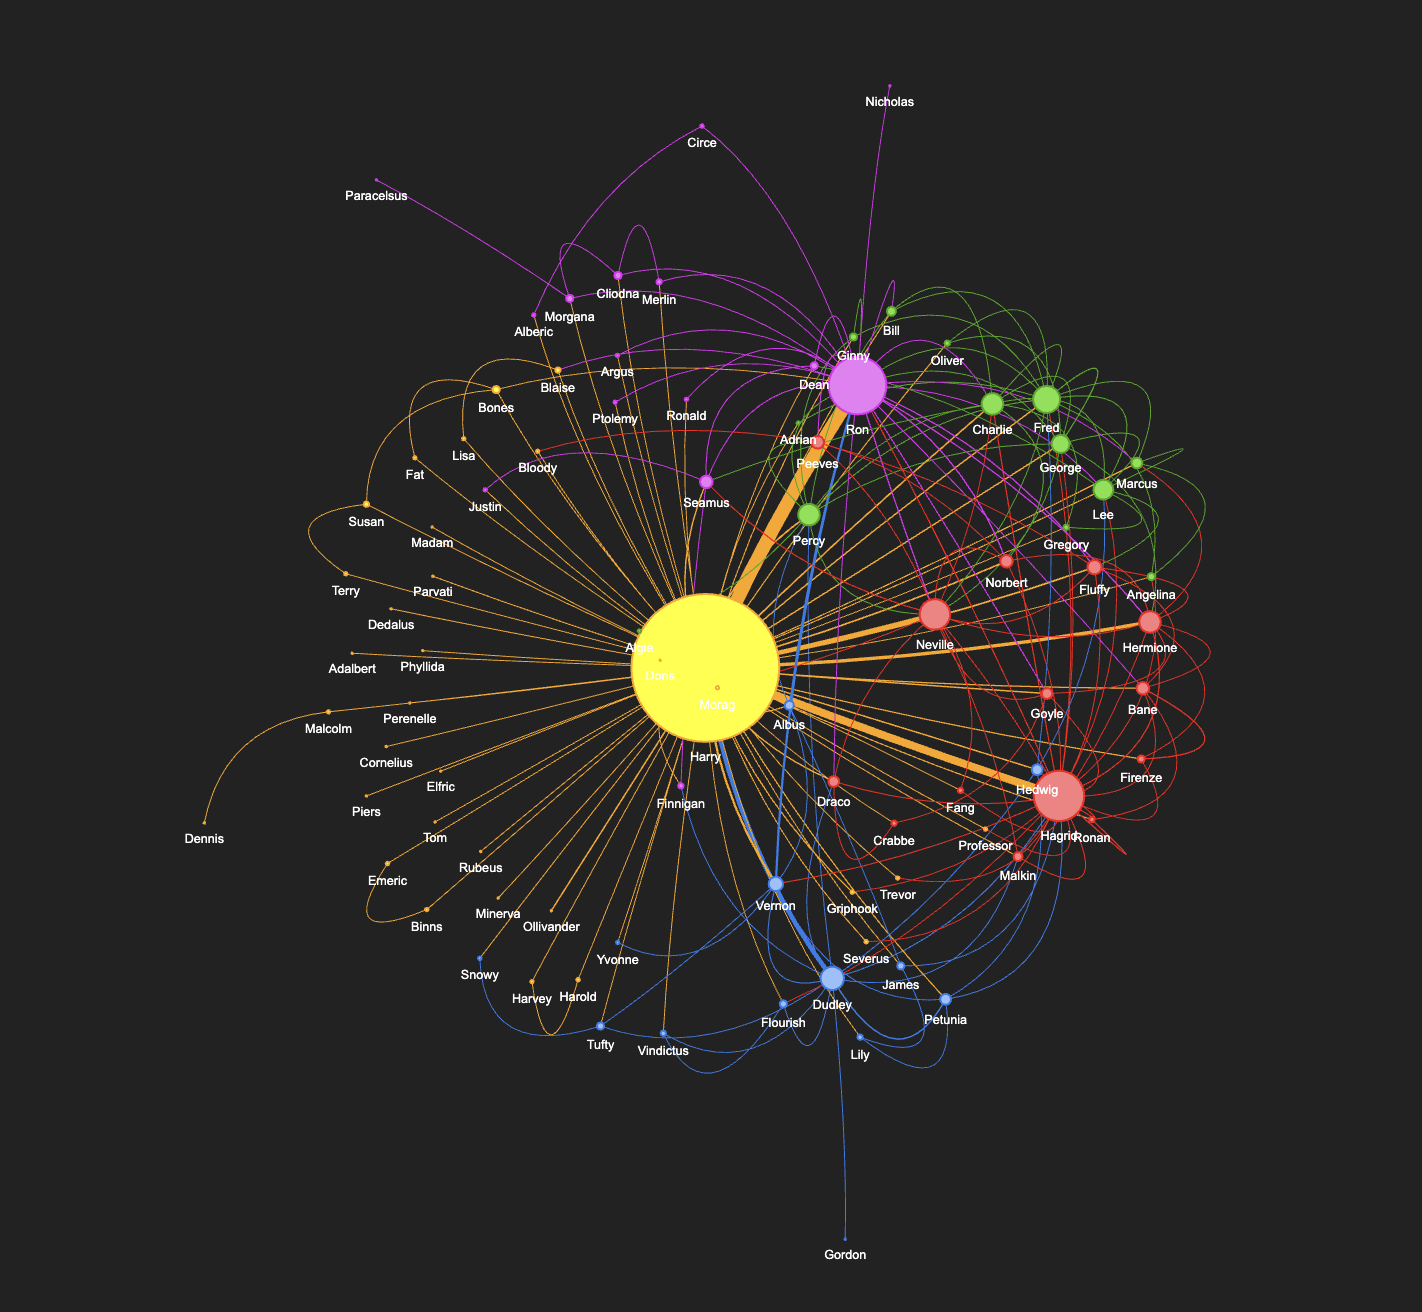 Nicholas
Circe
Paracelsus
Cliodna
Merlin
Morgana
Alberic
Bill
Ginny
Oliver
Argus
Blaise
Dean
Bones
Ptolemy
Ronald
Ron
Charlie
Fred
Adrian
Lisa
Bloody
Peeves
George
Fat
Marcus
Justin
Seamus
Lee
Susan
Madam
Percy
Gregory
Norbert
Fluffy
Terry
Parvati
Angelina
Dedalus
Algie
Neville
Hermione
Adalbert
Phyllida
Doris
Morag
Perenelle
Malcolm
Albus
Goyle
Bane
Harry
Cornelius
Firenze
Elfric
Hedwig
Piers
Finnigan
Draco
Fang
Dennis
Tom
Crabbe
Professor
Hagrid
Ronan
Rubeus
Malkin
Emeric
Trevor
Vernon
Griphook
Minerva
Binns
Ollivander
Yvonne
Severus
Snowy
James
Harvey
Harold
Dudley
Flourish
Petunia
Tufty
Vindictus
Lily
Gordon